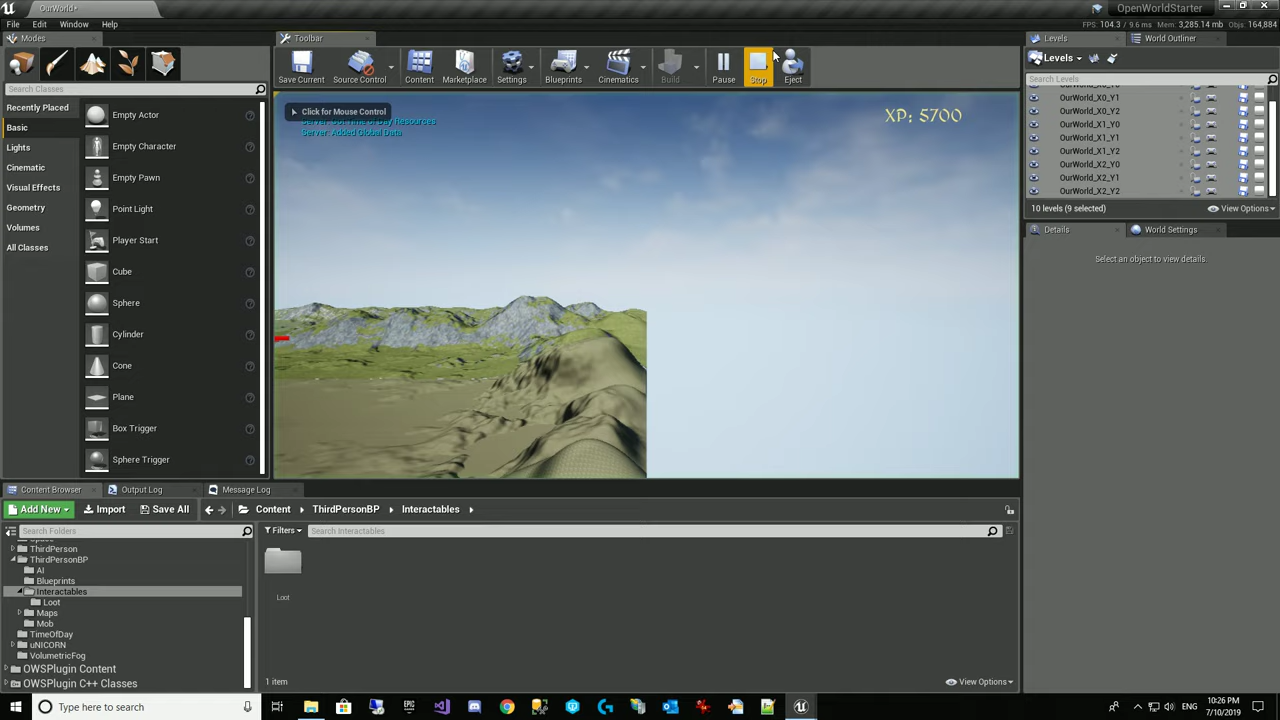 OurWorld*
OpenWorldStarter
File Edit Window Help
FPS: 104.3 / 9.6 ms Mem: 3,285.14 mb Objs: 164,884
Modes
Toolbar
Levels
World Outliner
Save Current
Source Control
Content
Marketplace
Settings
Blueprints
Cinematics
Build
Pause
Stop
Eject
Levels
Search Classes
Search Levels
Recently Placed
Basic
Lights
Cinematic
Visual Effects
Geometry
Volumes
All Classes
Empty Actor
Empty Character
Empty Pawn
Point Light
Player Start
Cube
Sphere
Cylinder
Cone
Plane
Box Trigger
Sphere Trigger
Click for Mouse Control
Server: Added Global Data
XP: 5700
OurWorld_X0_Y1
OurWorld_X0_Y2
OurWorld_X1_Y0
OurWorld_X1_Y1
OurWorld_X1_Y2
OurWorld_X2_Y0
OurWorld_X2_Y1
OurWorld_X2_Y2
10 levels (9 selected)
View Options
Details
World Settings
Select an object to view details.
Content Browser
Output Log
Message Log
Add New
Import
Save All
Content
ThirdPersonBP
Interactables
Search Folders
Filters
Search Interactables
ThirdPerson
ThirdPersonBP
AI
Blueprints
Interactables
Loot
Maps
Mob
TimeOfDay
uNICORN
VolumetricFog
OWSPlugin Content
OWSPlugin C++ Classes
Loot
1 item
View Options
Type here to search
10:26 PM
7/10/2019